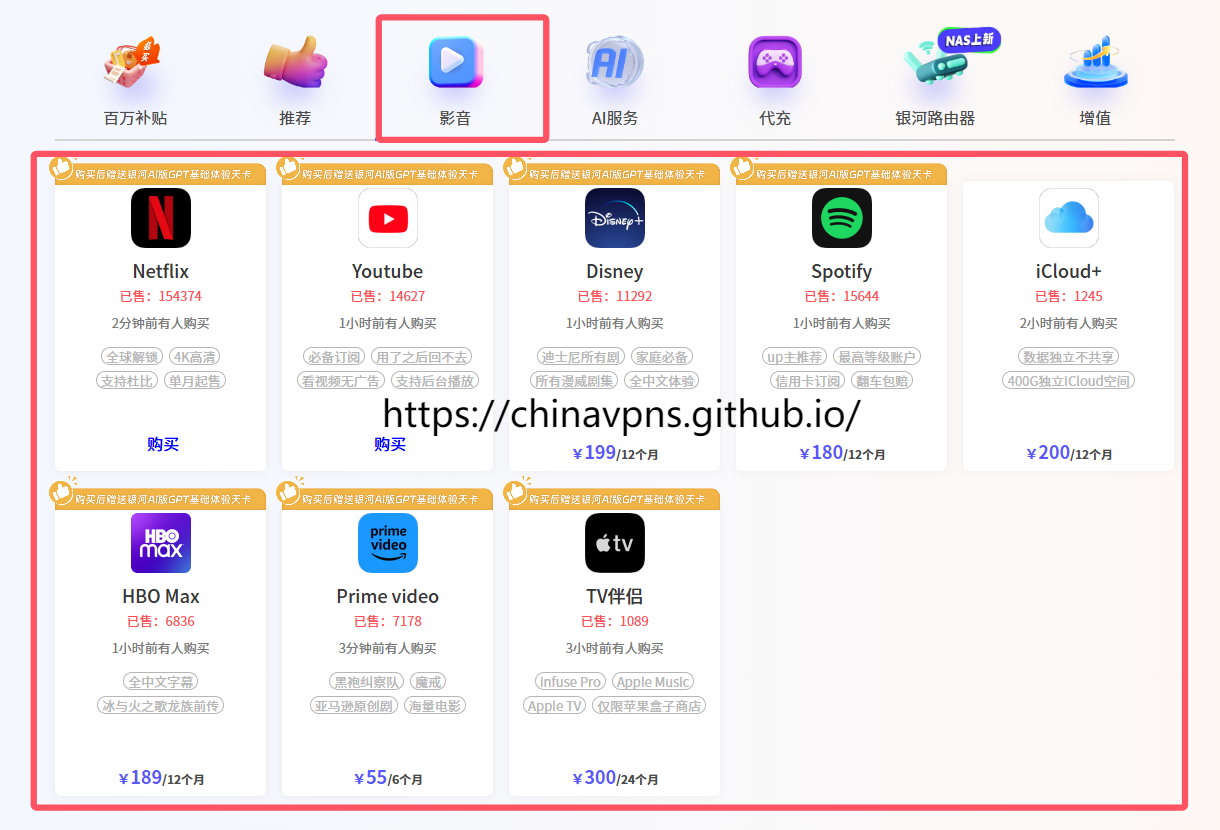 必买
NAS上新
百万补贴
推荐
影音
AI
AI服务
代充
银河路由器
增值
购买后赠送银河AI版GPT基础体验天卡
购买后赠送银河AI版GPT基础体验天卡
购买后赠送银河AI版GPT基础体验天卡
购买后赠送银河AI版GPT基础体验天卡
N
Disney+
Netflix
已售：154374
2分钟前有人购买
全球解锁 4K高清
支持杜比 单月起售
购买
Youtube
已售：14627
1小时前有人购买
必备订阅 用了之后回不去
看视频无广告 支持后台播放
购买
Disney
已售：11292
1小时前有人购买
迪士尼所有剧 家庭必备
所有漫威剧集 全中文体验
￥199/12个月
Spotify
已售：15644
1小时前有人购买
up主推荐 最高等级账户
信用卡订阅 翻车包赔
￥180/12个月
iCloud+
已售：1245
2小时前有人购买
数据独立不共享
400G独立iCloud空间
￥200/12个月
https://chinavpns.github.io/
购买后赠送银河AI版GPT基础体验天卡
HBO
max
HBO Max
已售：6836
1小时前有人购买
全中文字幕
冰与火之歌龙族前传
￥189/12个月
购买后赠送银河AI版GPT基础体验天卡
prime
video
Prime video
已售：7178
3分钟前有人购买
黑袍纠察队 魔戒
亚马逊原创剧 海量电影
￥55/6个月
购买后赠送银河AI版GPT基础体验天卡
tv
TV伴侣
已售：1089
3小时前有人购买
Infuse Pro Apple Music
Apple TV 仅限苹果盒子商店
￥300/24个月